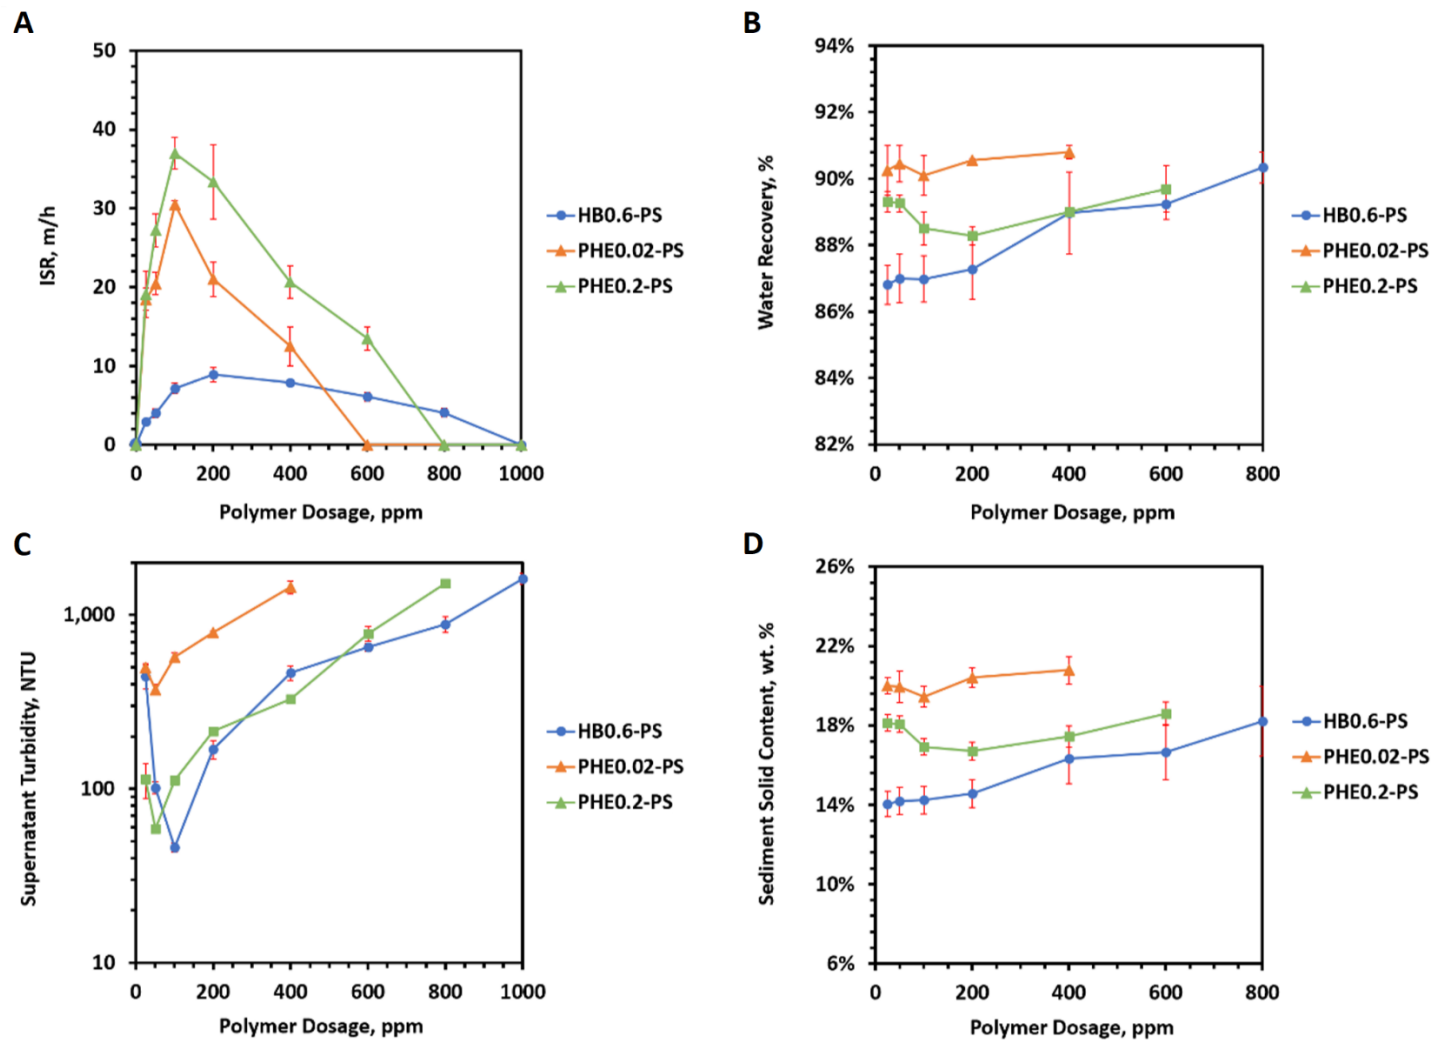 A
50
40
30
20
10
0
ISR, m/h
0 200 400 600 800 1000
Polymer Dosage, ppm
HB0.6-PS
PHE0.02-PS
PHE0.2-PS
B
94%
92%
90%
88%
86%
84%
82%
Water Recovery, %
0 200 400 600 800
Polymer Dosage, ppm
HB0.6-PS
PHE0.02-PS
PHE0.2-PS
C
1,000
100
10
Supernatant Turbidity, NTU
0 200 400 600 800 1000
Polymer Dosage, ppm
HB0.6-PS
PHE0.02-PS
PHE0.2-PS
D
26%
22%
18%
14%
10%
6%
Sediment Solid Content, wt. %
0 200 400 600 800
Polymer Dosage, ppm
HB0.6-PS
PHE0.02-PS
PHE0.2-PS